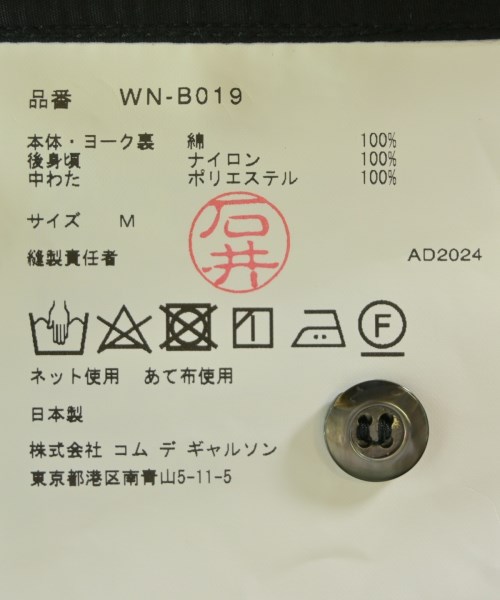 品番 WN-B019
本体・ヨーク裏 綿 100%
後身頃 ナイロン 100%
中わた ポリエステル 100%
サイズ M
石井
縫製責任者 AD2024
F
ネット使用 あて布使用
日本製
株式会社 コム デ ギャルソン
東京都港区南青山5-11-5